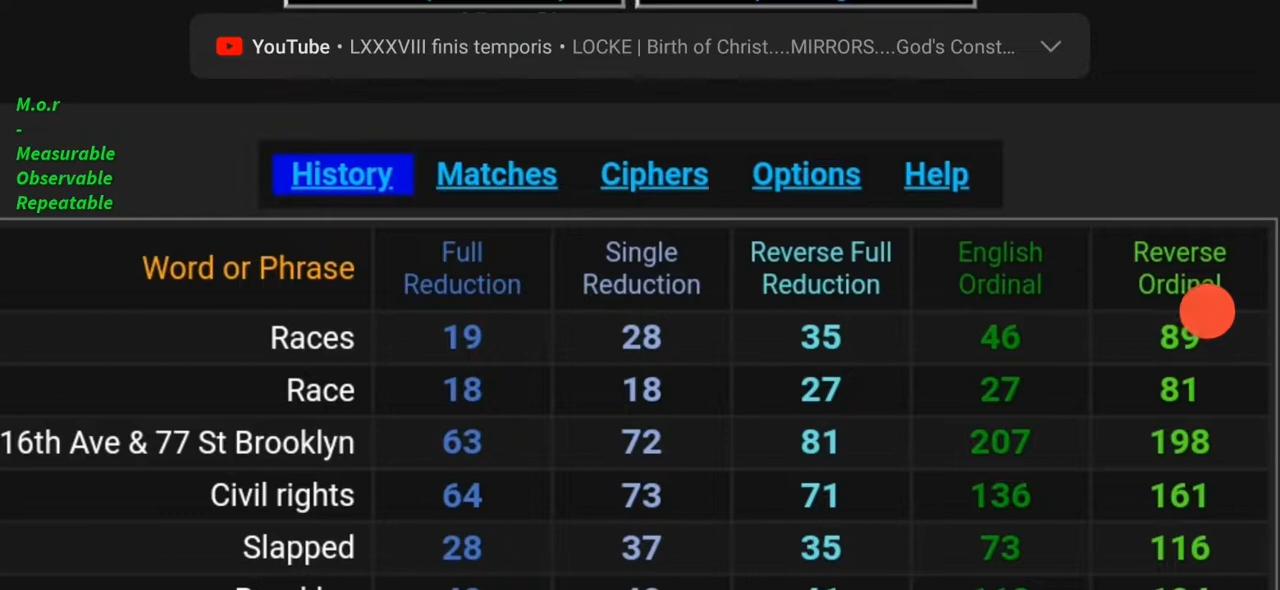 YouTube • LXXXVIII finis temporis • LOCKE | Birth of Christ....MIRRORS....God's Const...
M.o.r
-
Measurable
Observable
Repeatable
History Matches Ciphers Options Help
Word or Phrase Full Reduction Single Reduction Reverse Full Reduction English Ordinal Reverse Ordinal
Races 19 28 35 46 89
Race 18 18 27 27 81
16th Ave & 77 St Brooklyn 63 72 81 207 198
Civil rights 64 73 71 136 161
Slapped 28 37 35 73 116